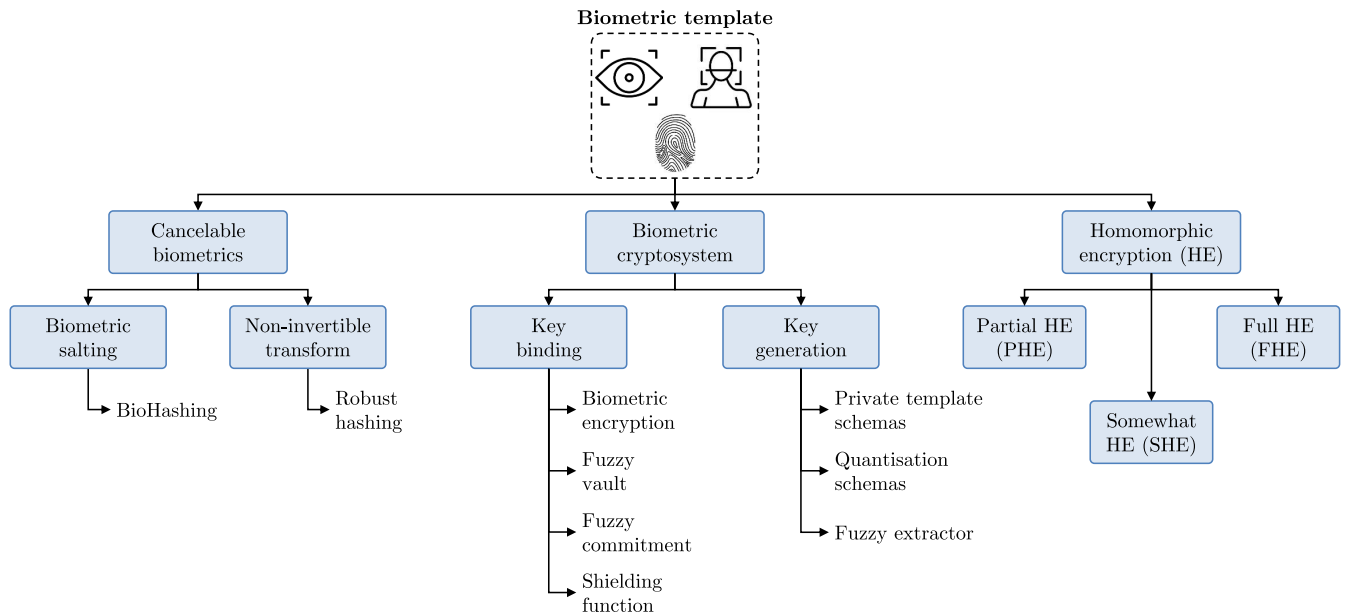 Biometric template
Cancelable
biometrics
Biometric
cryptosystem
Homomorphic
encryption (HE)
Biometric
salting
Non-invertible
transform
Key
binding
Key
generation
Partial HE
(PHE)
Full HE
(FHE)
BioHashing
Robust
hashing
Biometric
encryption
Fuzzy
vault
Fuzzy
commitment
Shielding
function
Private template
schemas
Quantisation
schemas
Fuzzy extractor
Somewhat
HE (SHE)